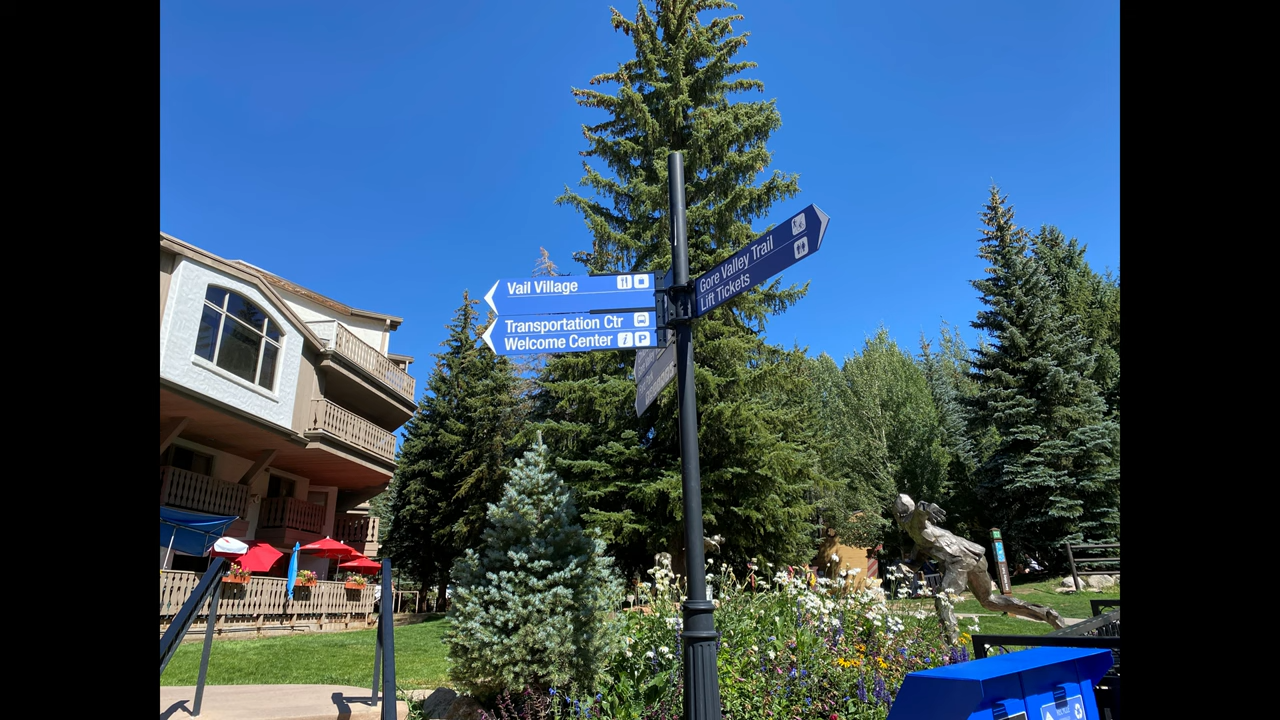 Vail Village
Transportation Ctr
Welcome Center
i P
Gore Valley Trail
Lift Tickets